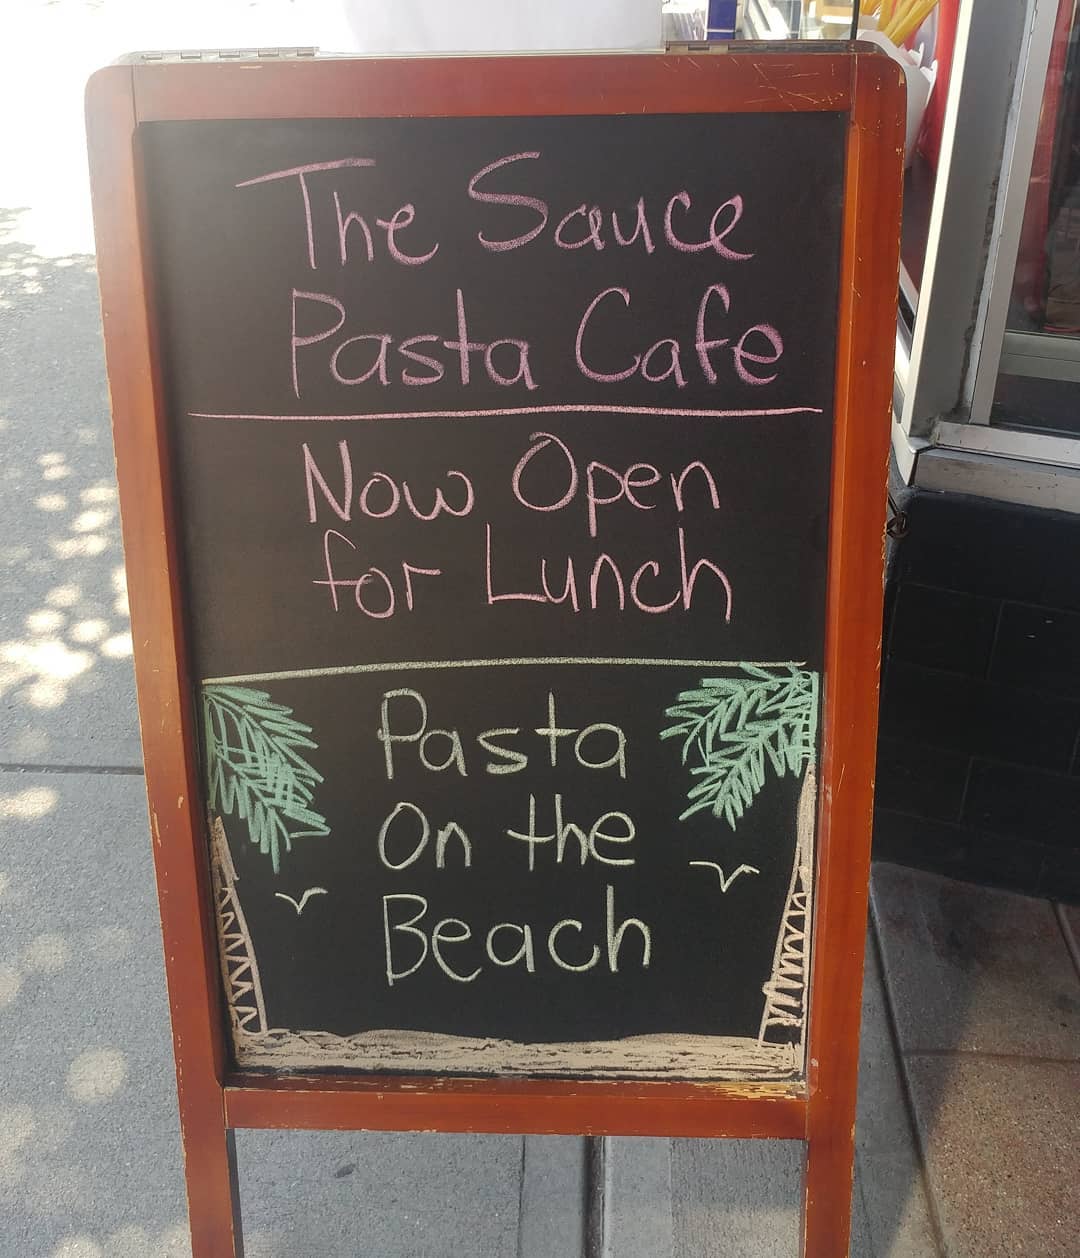 The Sauce
Pasta Cafe
Now Open
for Lunch
Pasta
On the
Beach